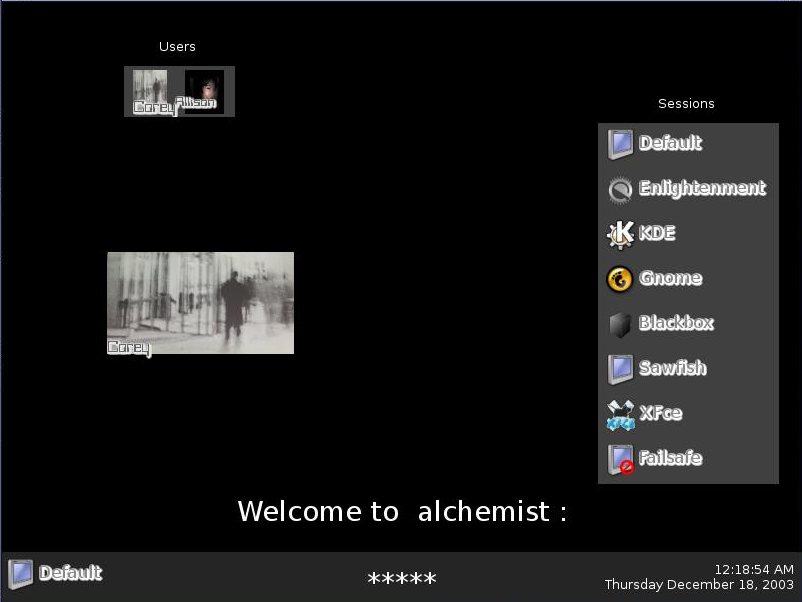 Users
Corey Allison
Sessions
Default
Enlightenment
KDE
Gnome
Blackbox
Sawfish
XFce
Failsafe
Corey
Welcome to alchemist :
Default
*****
12:18:54 AM
Thursday December 18, 2003